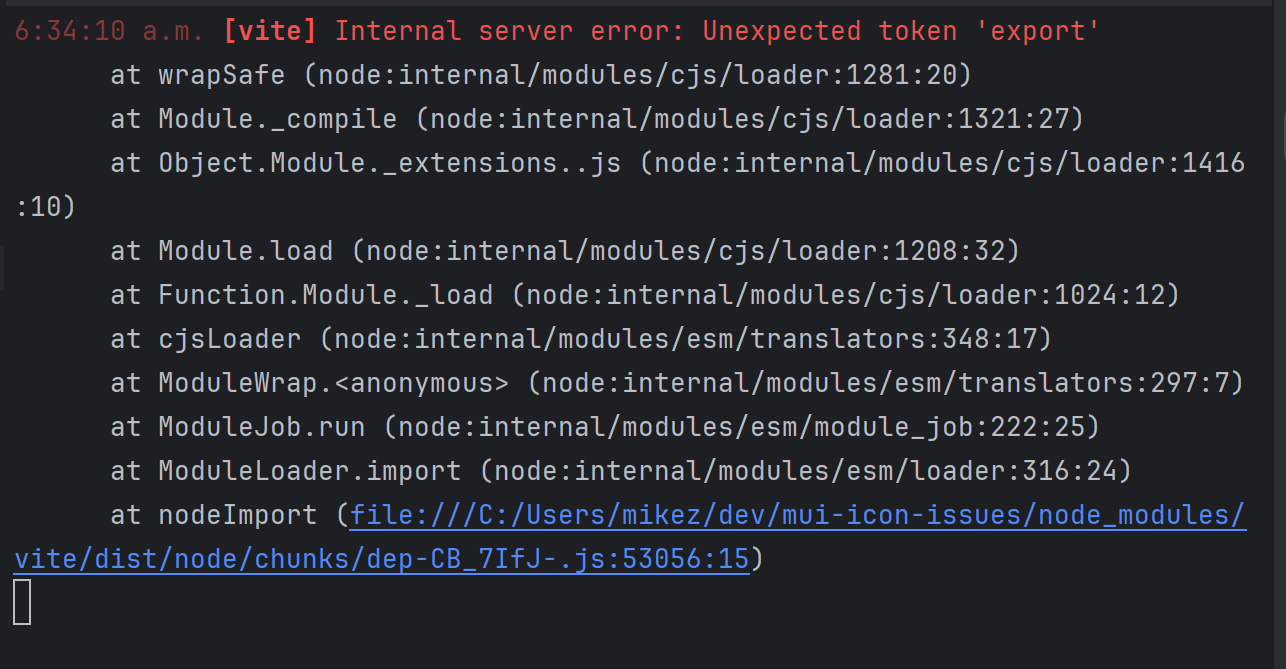 6:34:10 a.m. [vite] Internal server error: Unexpected token 'export'
at wrapSafe (node:internal/modules/cjs/loader:1281:20)
at Module._compile (node:internal/modules/cjs/loader:1321:27)
at Object.Module._extensions..js (node:internal/modules/cjs/loader:1416
:10)
at Module.load (node:internal/modules/cjs/loader:1208:32)
at Function.Module._load (node:internal/modules/cjs/loader:1024:12)
at cjsLoader (node:internal/modules/esm/translators:348:17)
at ModuleWrap.<anonymous> (node:internal/modules/esm/translators:297:7)
at ModuleJob.run (node:internal/modules/esm/module_job:222:25)
at ModuleLoader.import (node:internal/modules/esm/loader:316:24)
at nodeImport (file:///C:/Users/mikez/dev/mui-icon-issues/node_modules/
vite/dist/node/chunks/dep-CB_7IfJ-.js:53056:15)